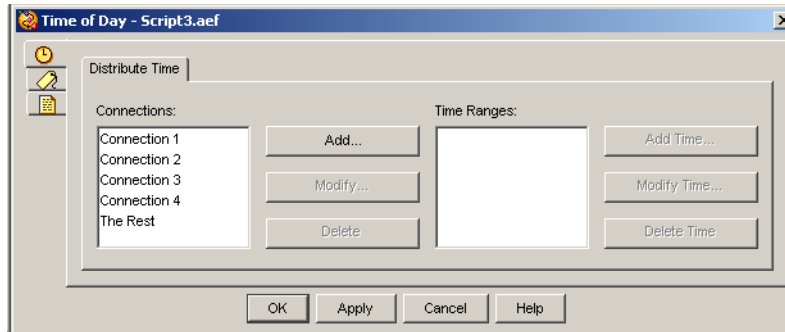 Time of Day - Script3.aef
Distribute Time
Connections:
Connection 1
Connection 2
Connection 3
Connection 4
The Rest
Add...
Modify...
Delete
Time Ranges:
Add Time...
Modify Time...
Delete Time
OK
Apply
Cancel
Help